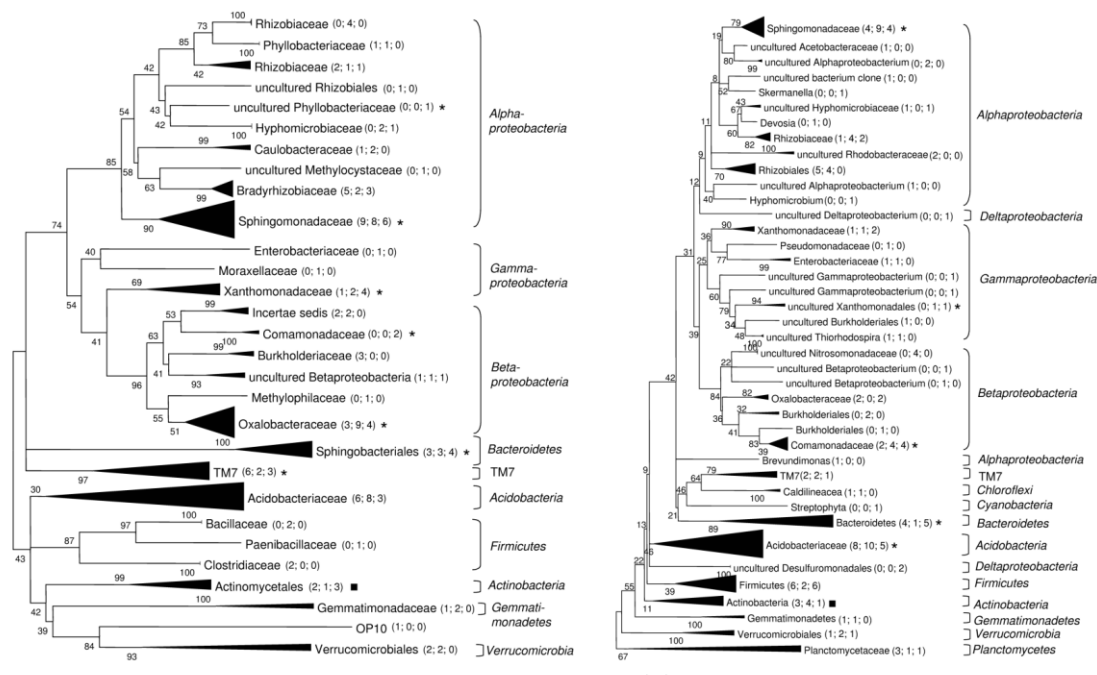 100
Rhizobiaceae (0; 4; 0)
73
Phyllobacteriaceae (1; 1; 0)
85
100
Rhizobiaceae (2; 1; 1)
42
42
uncultured Rhizobiales (0; 1; 0)
43
uncultured Phyllobacteriaceae (0; 0; 1) *
54
42
Hyphomicrobiaceae (0; 2; 1)
100
99
Caulobacteraceae (1; 2; 0)
85
58
uncultured Methylocystaceae (0; 1; 0)
63
Bradyrhizobiaceae (5; 2; 3)
99
Sphingomonadaceae (9; 8; 6) *
90
Alpha-
proteobacteria
74
Enterobacteriaceae (0; 1; 0)
40
Moraxellaceae (0; 1; 0)
54
69
Xanthomonadaceae (1; 2; 4) *
Gamma-
proteobacteria
99
Incertae sedis (2; 2; 0)
53
Comamonadaceae (0; 0; 2) *
63
41
100
99
Burkholderiaceae (3; 0; 0)
41
uncultured Betaproteobacteria (1; 1; 1)
93
96
Methylophilaceae (0; 1; 0)
55
Oxalobacteraceae (3; 9; 4) *
51
Beta-
proteobacteria
100
Sphingobacteriales (3; 3; 4) *
Bacteroidetes
TM7 (6; 2; 3) *
97
TM7
30
Acidobacteriaceae (6; 8; 3)
Acidobacteria
100
Bacillaceae (0; 2; 0)
97
Paenibacillaceae (0; 1; 0)
87
100
Clostridiaceae (2; 0; 0)
Firmicutes
43
99
Actinomycetales (2; 1; 3) ■
Actinobacteria
42
100
Gemmatimonadaceae (1; 2; 0)
Gemmati-
monadetes
39
OP10 (1; 0; 0)
84
Verrucomicrobiales (2; 2; 0)
93
Verrucomicrobia
79
Sphingomonadaceae (4; 9; 4) *
19
uncultured Acetobacteraceae (1; 0; 0)
80
uncultured Alphaproteobacterium (0; 2; 0)
99
8
uncultured bacterium clone (1; 0; 0)
52
Skermanella (0; 0; 1)
43
uncultured Hyphomicrobiaceae (1; 0; 1)
67
Devosia (0; 1; 0)
11
60
Rhizobiaceae (1; 4; 2)
82
100
uncultured Rhodobacteraceae (2; 0; 0)
9
Rhizobiales (5; 4; 0)
70
12
uncultured Alphaproteobacterium (1; 0; 0)
40
Hyphomicrobium (0; 0; 1)
Alphaproteobacteria
uncultured Deltaproteobacterium (0; 0; 1)
Deltaproteobacteria
90
Xanthomonadaceae (1; 1; 2)
36
Pseudomonadaceae (0; 1; 0)
31
77
Enterobacteriaceae (1; 1; 0)
25
99
uncultured Gammaproteobacterium (0; 0; 1)
60
uncultured Gammaproteobacterium (0; 0; 1)
94
79
uncultured Xanthomonadales (0; 1; 1) *
34
uncultured Burkholderiales (1; 0; 0)
39
48
uncultured Thiorhodospira (1; 1; 0)
Gammaproteobacteria
100
100
uncultured Nitrosomonadaceae (0; 4; 0)
22
uncultured Betaproteobacterium (0; 0; 1)
42
uncultured Betaproteobacterium (0; 1; 0)
84
82
Oxalobacteraceae (2; 0; 2)
36
32
Burkholderiales (0; 2; 0)
41
Burkholderiales (0; 1; 0)
83
Comamonadaceae (2; 4; 4) *
39
Betaproteobacteria
Brevundimonas (1; 0; 0)
Alphaproteobacteria
9
79
TM7(2; 2; 1)
TM7
64
Caldilineacea (1; 1; 0)
Chloroflexi
46
100
Streptophyta (0; 0; 1)
Cyanobacteria
21
Bacteroidetes (4; 1; 5) *
Bacteroidetes
13
89
Acidobacteriaceae (8; 10; 5) *
Acidobacteria
46
22
uncultured Desulfuromonadales (0; 0; 2)
Deltaproteobacteria
100
Firmicutes (6; 2; 6)
Firmicutes
39
55
Actinobacteria (3; 4; 1) ■
Actinobacteria
11
Gemmatimonadetes (1; 1; 0)
Gemmatimonadetes
100
Verrucomicrobiales (1; 2; 1)
Verrucomicrobia
100
Planctomycetaceae (3; 1; 1)
Planctomycetes
67